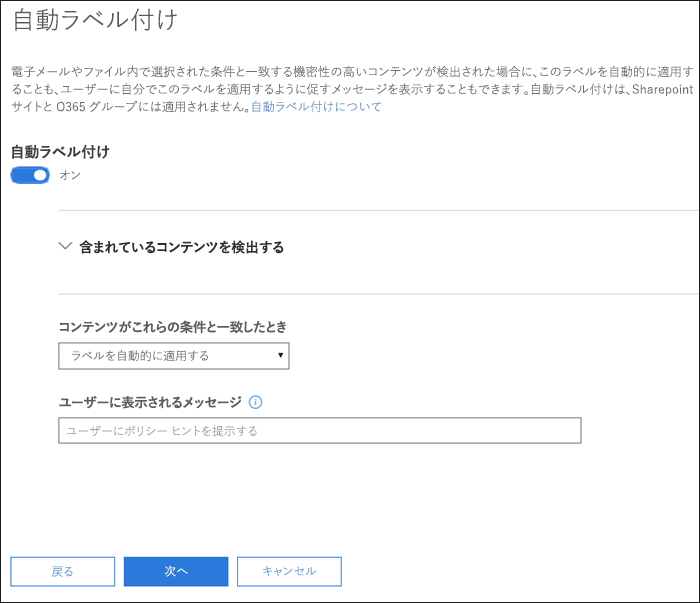 自動ラベル付け
電子メールやファイル内で選択された条件と一致する機密性の高いコンテンツが検出された場合に、このラベルを自動的に適用す
ることも、ユーザーに自分でこのラベルを適用するように促すメッセージを表示することもできます。自動ラベル付けは、Sharepoint
サイトと O365 グループには適用されません。自動ラベル付けについて
自動ラベル付け
オン
含まれているコンテンツを検出する
コンテンツがこれらの条件と一致したとき
ラベルを自動的に適用する
ユーザーに表示されるメッセージ
ユーザーにポリシー ヒントを提示する
戻る
次へ
キャンセル